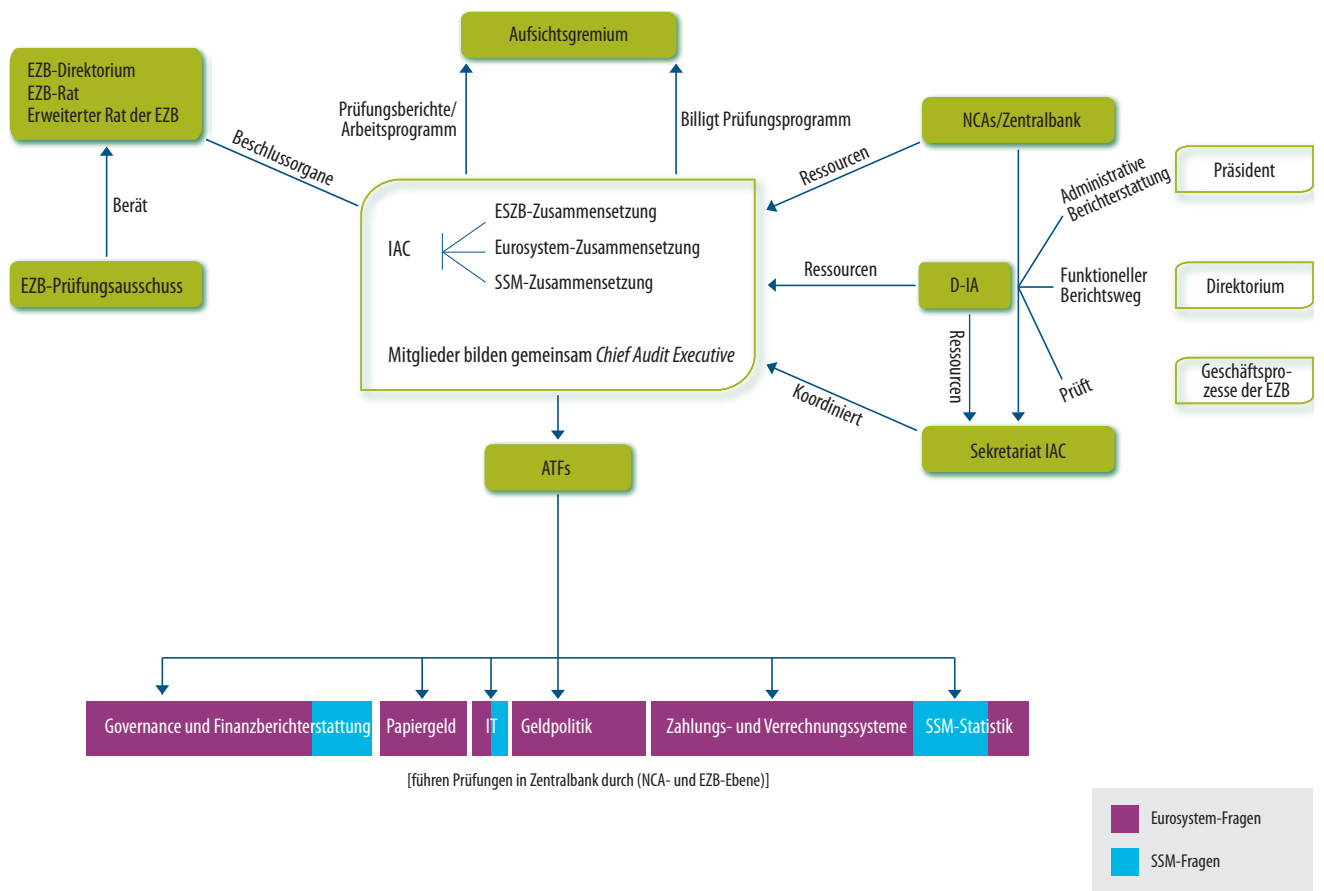 Aufsichtsgremium
EZB-Direktorium
EZB-Rat
Erweiterter Rat der EZB
Prüfungsberichte/
Arbeitsprogramm
Billigt Prüfungsprogramm
NCAs/Zentralbank
Beschlussorgane
Ressourcen
Administrative
Berichterstattung
Präsident
Berät
IAC
ESZB-Zusammensetzung
Eurosystem-Zusammensetzung
SSM-Zusammensetzung
EZB-Prüfungsausschuss
Ressourcen
D-IA
Funktioneller
Berichtsweg
Direktorium
Mitglieder bilden gemeinsam Chief Audit Executive
Ressourcen
Koordiniert
Prüft
Geschäftspro-
zesse der EZB
Sekretariat IAC
ATFs
Governance und Finanzberichterstattung
Papiergeld
IT
Geldpolitik
Zahlungs- und Verrechnungssysteme
SSM-Statistik
[führen Prüfungen in Zentralbank durch (NCA- und EZB-Ebene)]
Eurosystem-Fragen
SSM-Fragen